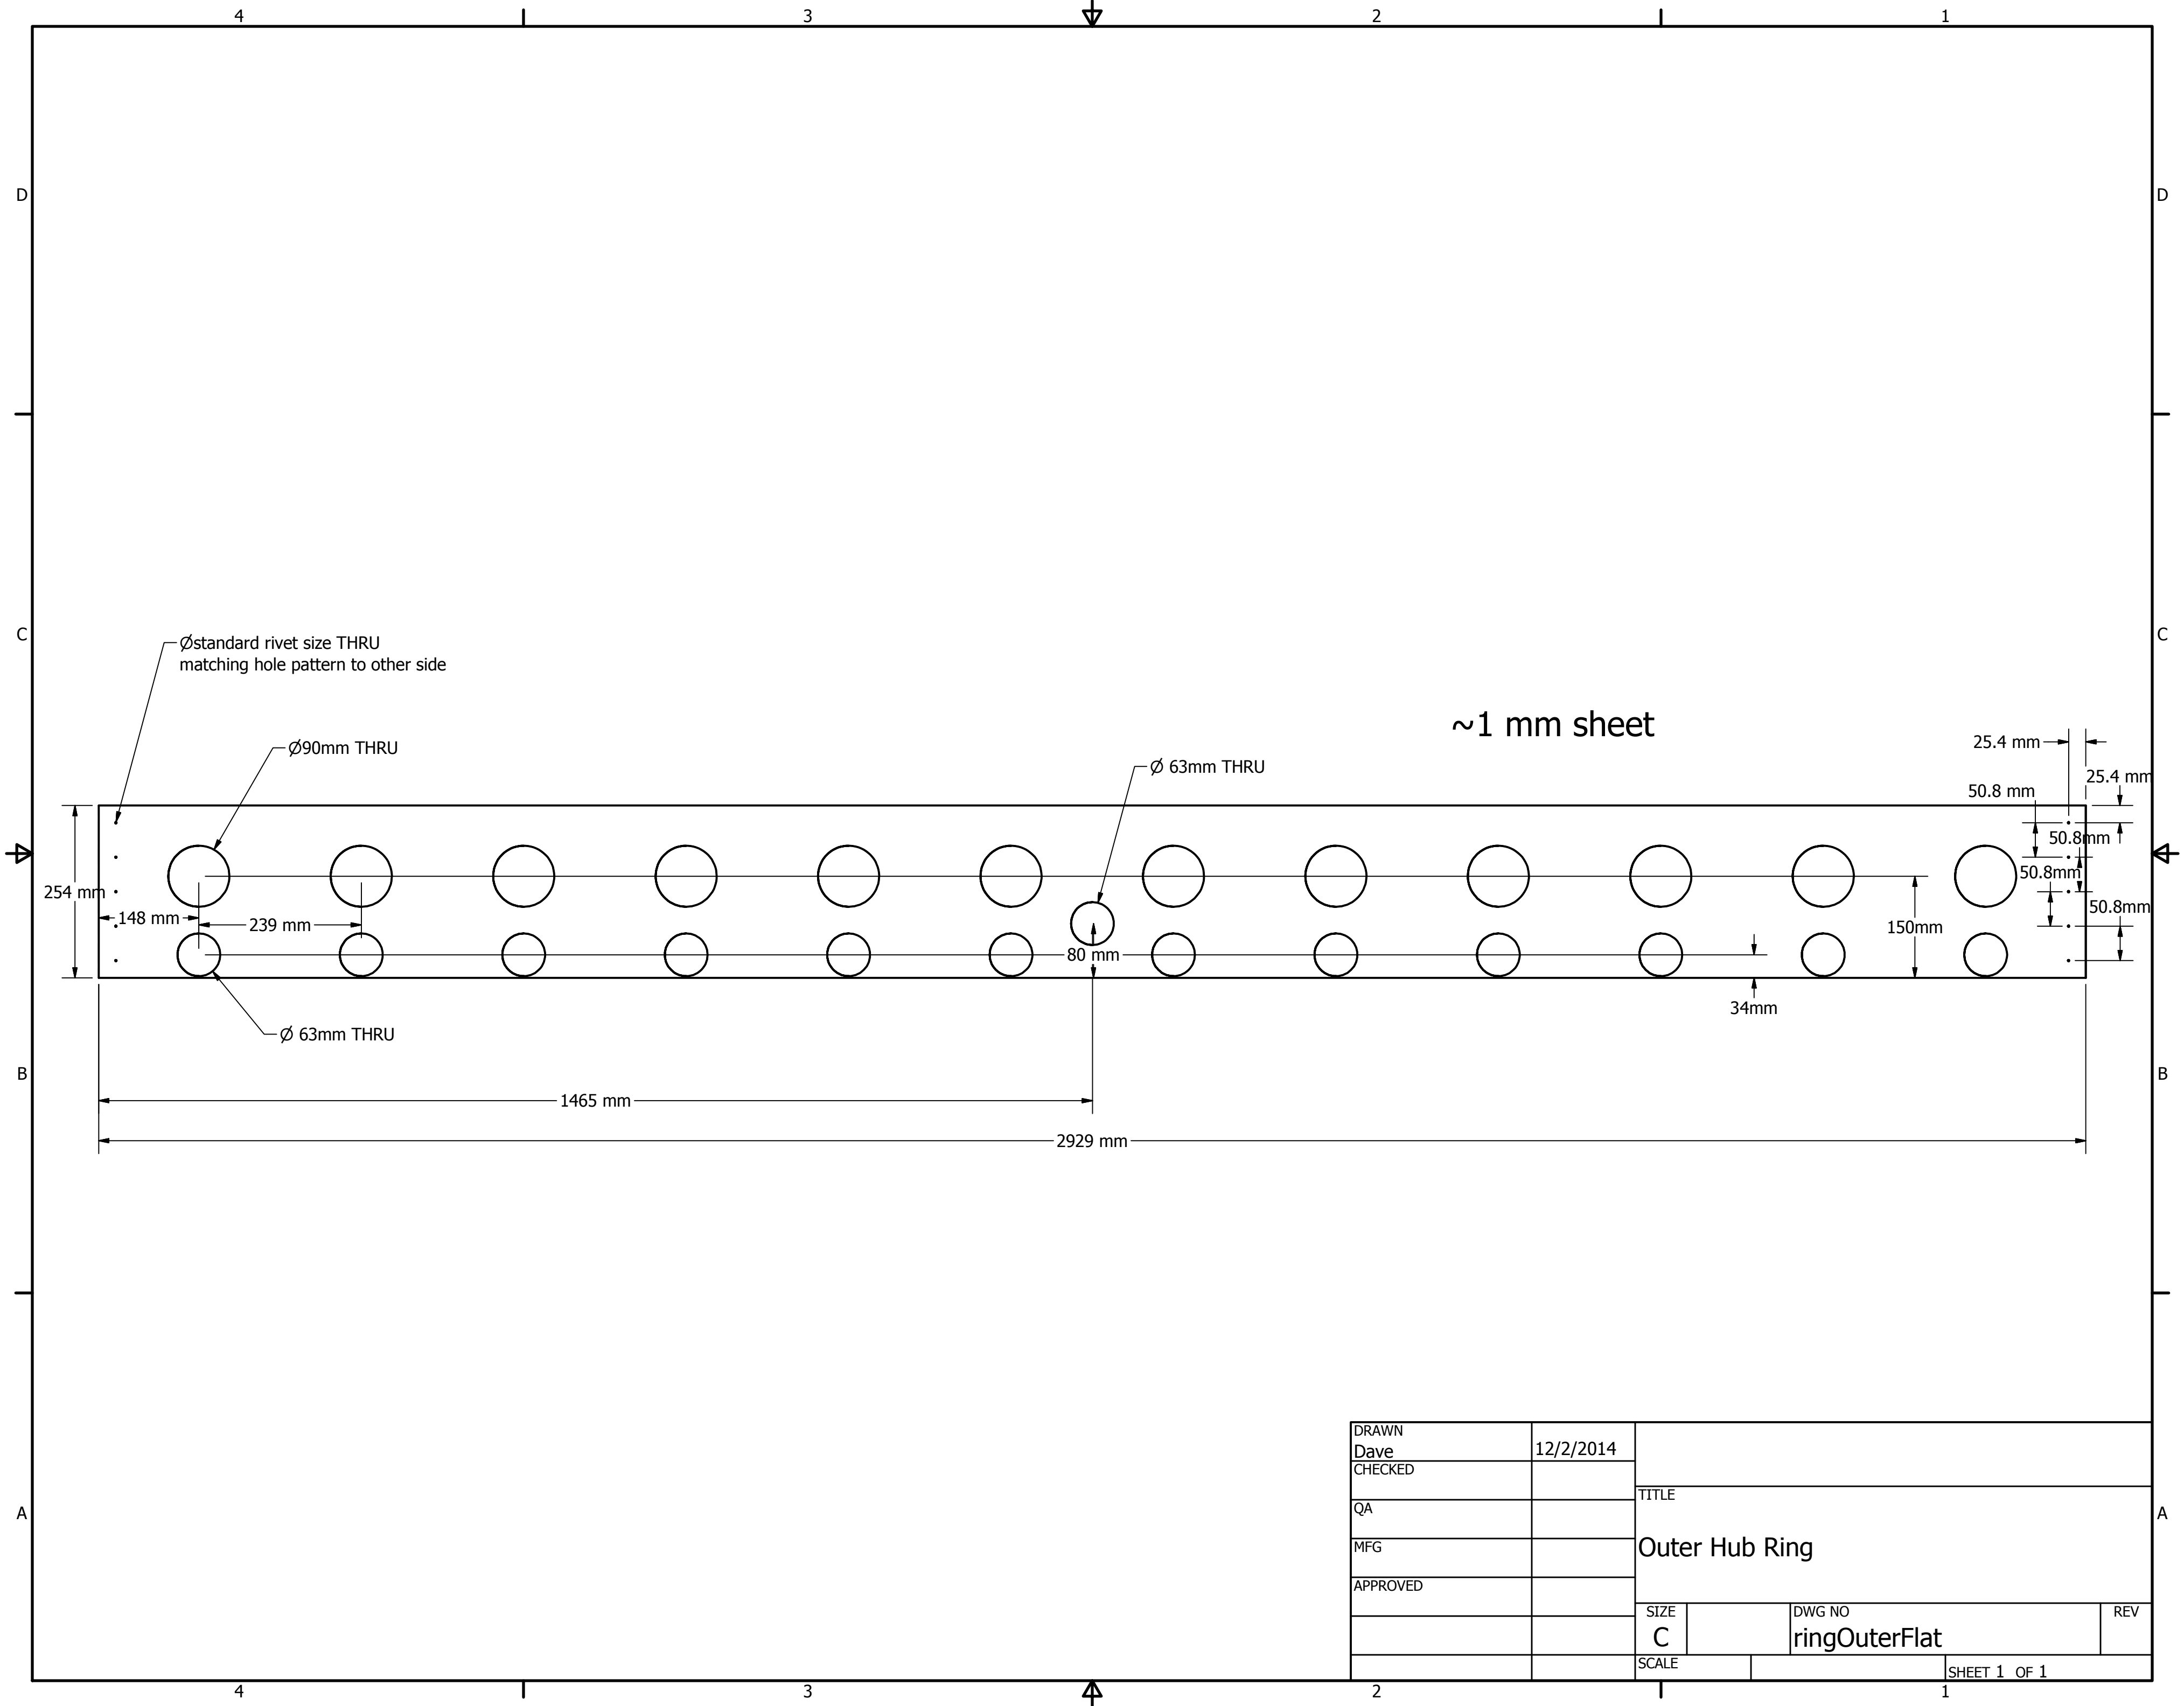 4 3 2 1
D D
C C
Østandard rivet size THRU
matching hole pattern to other side
~1 mm sheet
Ø90mm THRU
Ø 63mm THRU
25.4 mm
25.4 mm
50.8 mm
50.8mm
50.8mm
50.8mm
254 mm
148 mm
239 mm
80 mm
150mm
34mm
Ø 63mm THRU
B B
1465 mm
2929 mm
A A
DRAWN
Dave
12/2/2014
CHECKED
QA
MFG
APPROVED
TITLE
Outer Hub Ring
SIZE
C
DWG NO
ringOuterFlat
REV
SCALE
SHEET 1 OF 1
4 3 2 1